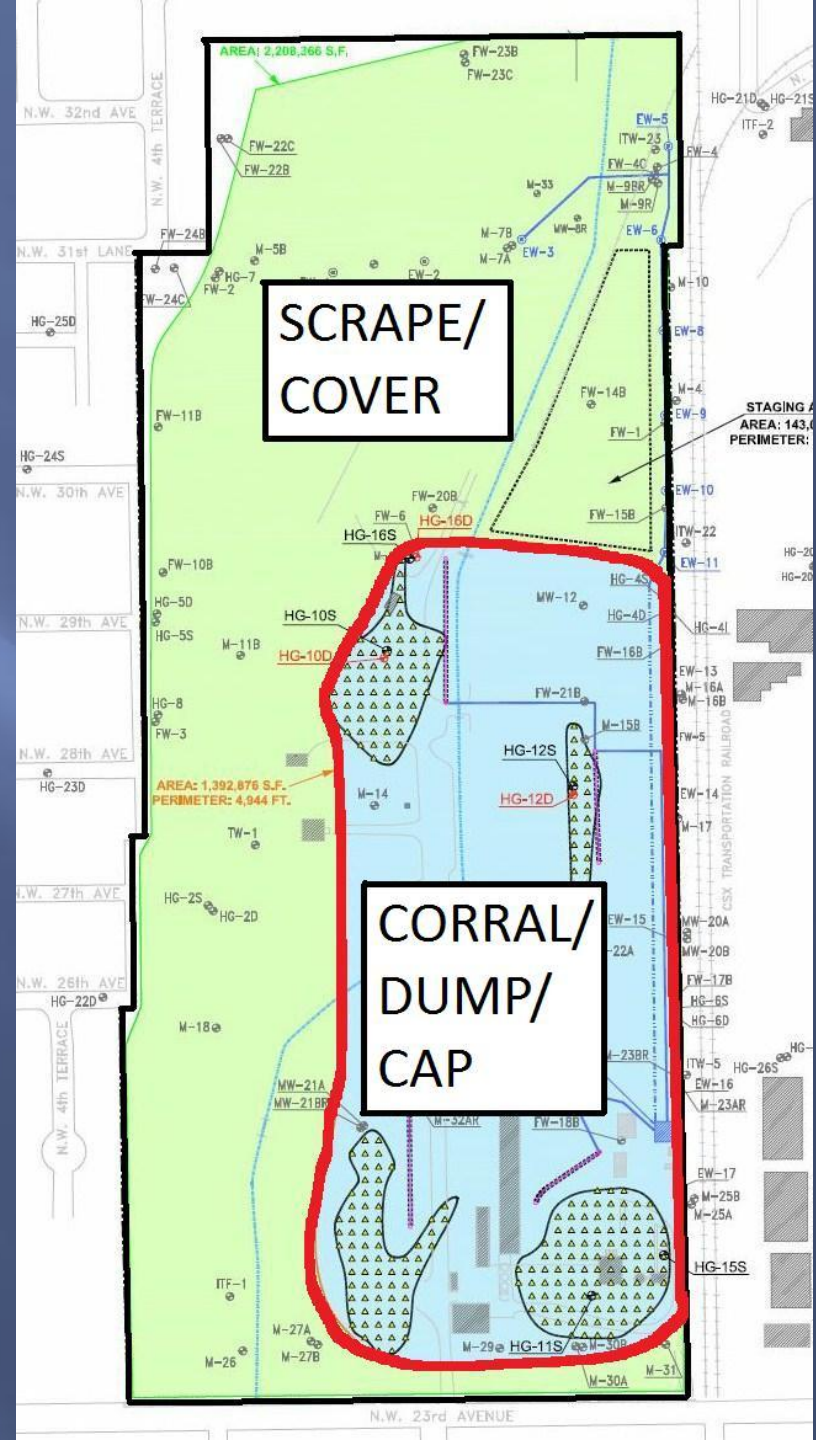 AREA: 2,208,366 S.F.
FW-23B
FW-23C
N.W. 32nd AVE
N.W. 4th TERRACE
HG-21D
HG-21S
ITF-2
EW-5
ITW-23
FW-22C
FW-22B
FW-4C
FW-4
M-9BR
M-9R
M-33
MW-8R
FW-24B
N.W. 31st LANE
M-5B
M-7B
M-7A
EW-3
EW-6
HG-7
FW-2
EW-2
FW-24C
M-10
HG-25D
SCRAPE/
COVER
EW-8
FW-14B
M-4
STAGING A
AREA: 143,0
PERIMETER:
FW-11B
EW-9
FW-1
HG-24S
N.W. 30th AVE
EW-10
FW-20B
FW-6
HG-16D
HG-16S
FW-15B
ITW-22
EW-11
FW-10B
HG-4S
MW-12
HG-5D
HG-5S
N.W. 29th AVE
HG-10S
HG-4D
HG-4I
M-11B
HG-10D
FW-16B
EW-13
M-16A
M-16B
FW-21B
HG-8
FW-3
M-15B
FW-5
N.W. 28th AVE
HG-12S
HG-23D
AREA: 1,392,876 S.F.
PERIMETER: 4,944 FT.
M-14
HG-12D
EW-14
M-17
TW-1
CSX TRANSPORTATION RAILROAD
N.W. 27th AVE
HG-2S
HG-2D
CORRAL/
DUMP/
CAP
EW-15
MW-20A
22A
MW-20B
N.W. 26th AVE
HG-22D
FW-17B
HG-6S
HG-6D
M-18
N.W. 4th TERRACE
M-23BR
ITW-5
HG-26S
HG-
MW-21A
MW-21BR
EW-16
M-23AR
M-32AR
FW-18B
EW-17
M-25B
M-25A
HG-15S
ITF-1
M-27A
M-27B
M-26
M-29
HG-11S
M-30B
M-30A
M-31
N.W. 23rd AVENUE